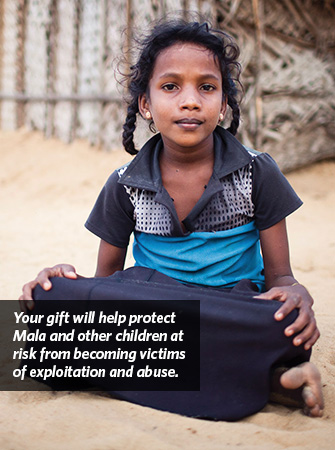 Your gift will help protect
Mala and other children at
risk from becoming victims
of exploitation and abuse.